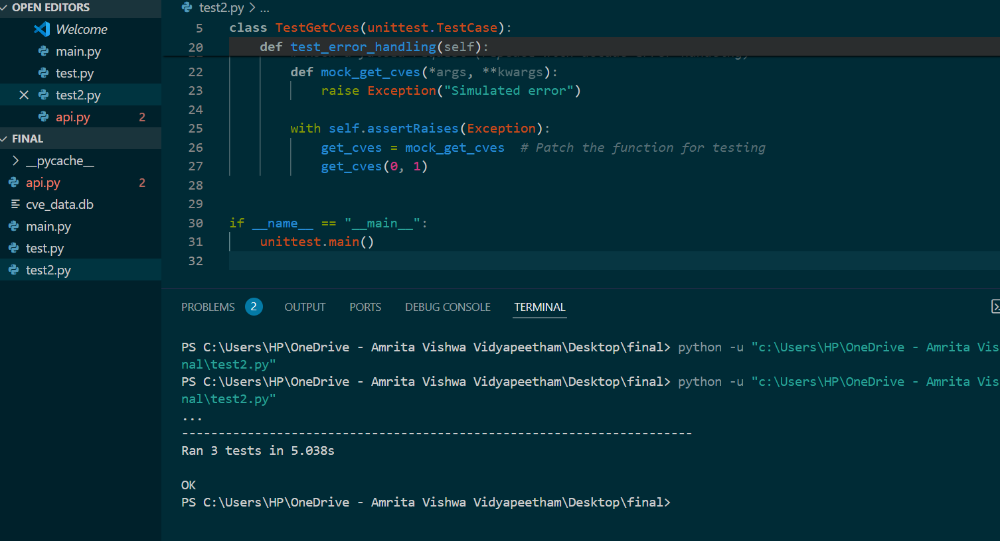 OPEN EDITORS
Welcome
main.py
test.py
test2.py
api.py 2
FINAL
__pycache__
api.py 2
cve_data.db
main.py
test.py
test2.py
test2.py > ...
5 class TestGetCves(unittest.TestCase):
20 def test_error_handling(self):
22 def mock_get_cves(*args, **kwargs):
23 raise Exception("Simulated error")
24
25 with self.assertRaises(Exception):
26 get_cves = mock_get_cves # Patch the function for testing
27 get_cves(0, 1)
28
29
30 if __name__ == "__main__":
31 unittest.main()
32
PROBLEMS 2 OUTPUT PORTS DEBUG CONSOLE TERMINAL
PS C:\Users\HP\OneDrive - Amrita Vishwa Vidyapeetham\Desktop\final> python -u "c:\Users\HP\OneDrive - Amrita Vis
nal\test2.py"
PS C:\Users\HP\OneDrive - Amrita Vishwa Vidyapeetham\Desktop\final> python -u "c:\Users\HP\OneDrive - Amrita Vis
nal\test2.py"
...
----------------------------------------------------------------------
Ran 3 tests in 5.038s
OK
PS C:\Users\HP\OneDrive - Amrita Vishwa Vidyapeetham\Desktop\final>